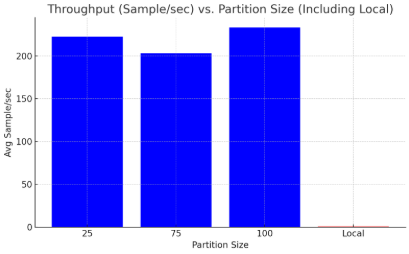 Throughput (Sample/sec) vs. Partition Size (Including Local)
Avg Sample/sec
200
150
100
50
0
25 75 100 Local
Partition Size